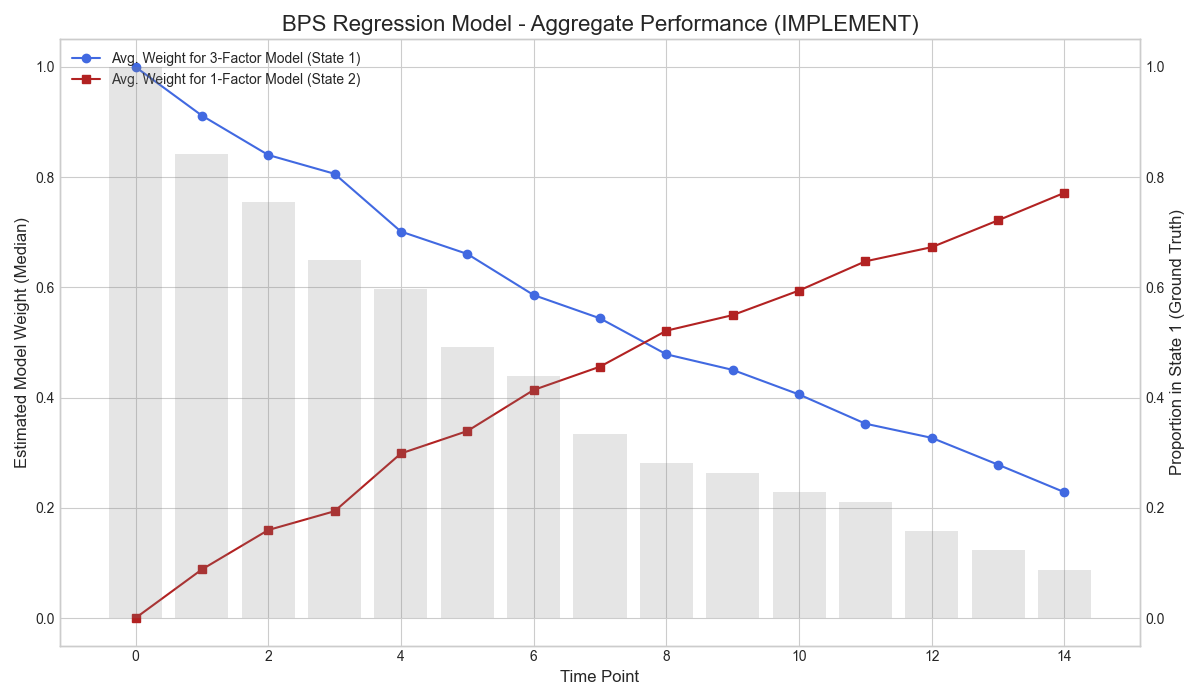 BPS Regression Model - Aggregate Performance (IMPLEMENT)
Avg. Weight for 3-Factor Model (State 1)
Avg. Weight for 1-Factor Model (State 2)
Estimated Model Weight (Median)
1.0
0.8
0.6
0.4
0.2
0.0
1.0
0.8
0.6
0.4
0.2
0.0
Proportion in State 1 (Ground Truth)
0 2 4 6 8 10 12 14
Time Point